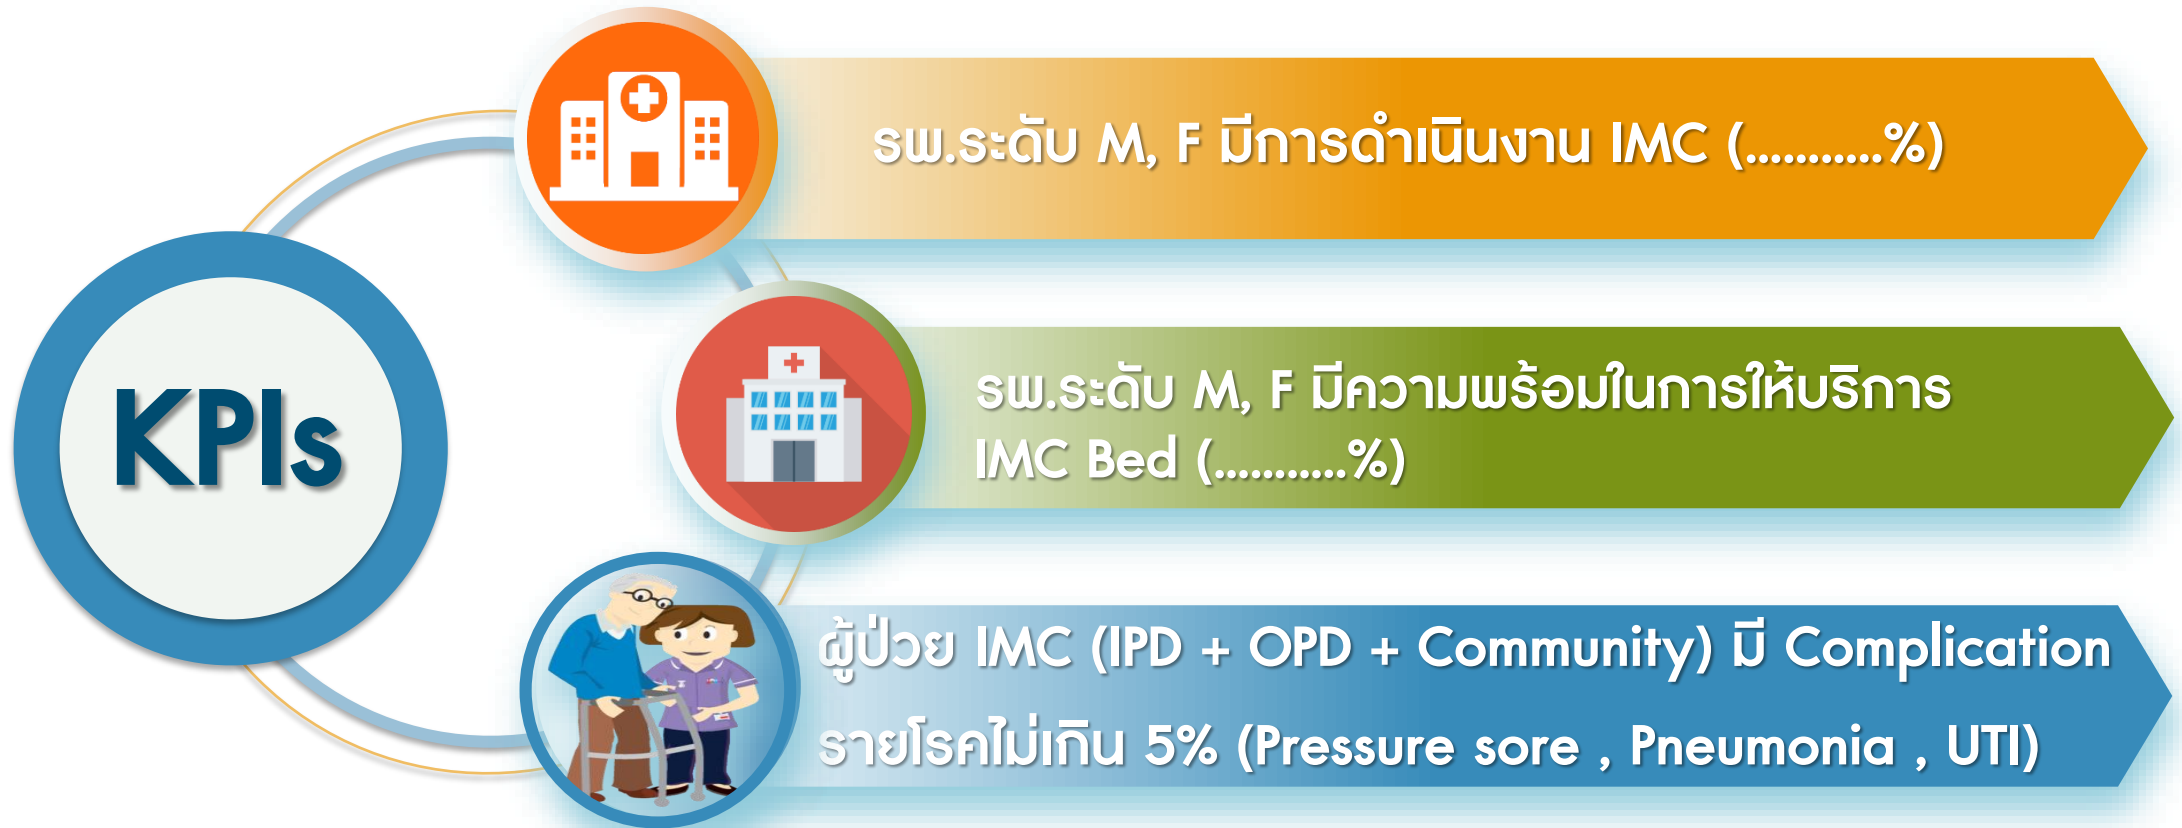 KPIs
รพ.ระดับ M, F มีการดำเนินงาน IMC (...........%)
รพ.ระดับ M, F มีความพร้อมในการให้บริการ
IMC Bed (...........%)
ผู้ป่วย IMC (IPD + OPD + Community) มี Complication
รายโรคไม่เกิน 5% (Pressure sore , Pneumonia , UTI)